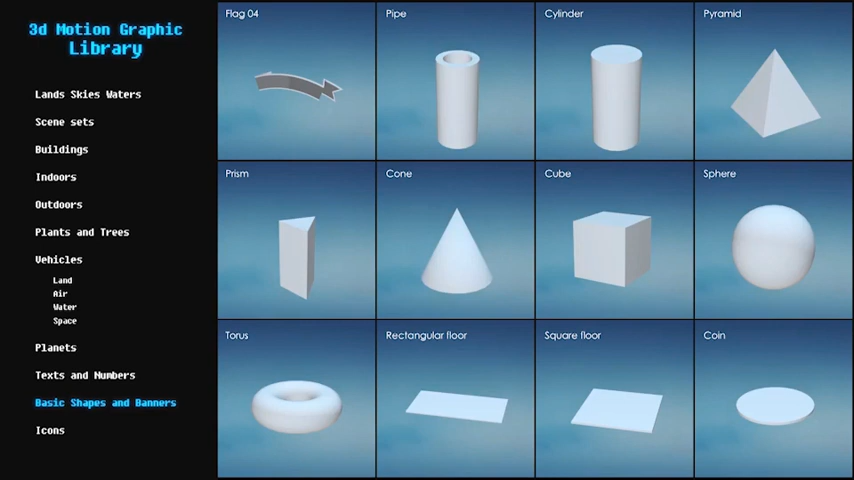 3d Motion Graphic
Library
Lands Skies Waters
Scene sets
Buildings
Indoors
Outdoors
Plants and Trees
Vehicles
Land
Air
Water
Space
Planets
Texts and Numbers
Basic Shapes and Banners
Icons
Flag 04
Pipe
Cylinder
Pyramid
Prism
Cone
Cube
Sphere
Torus
Rectangular floor
Square floor
Coin